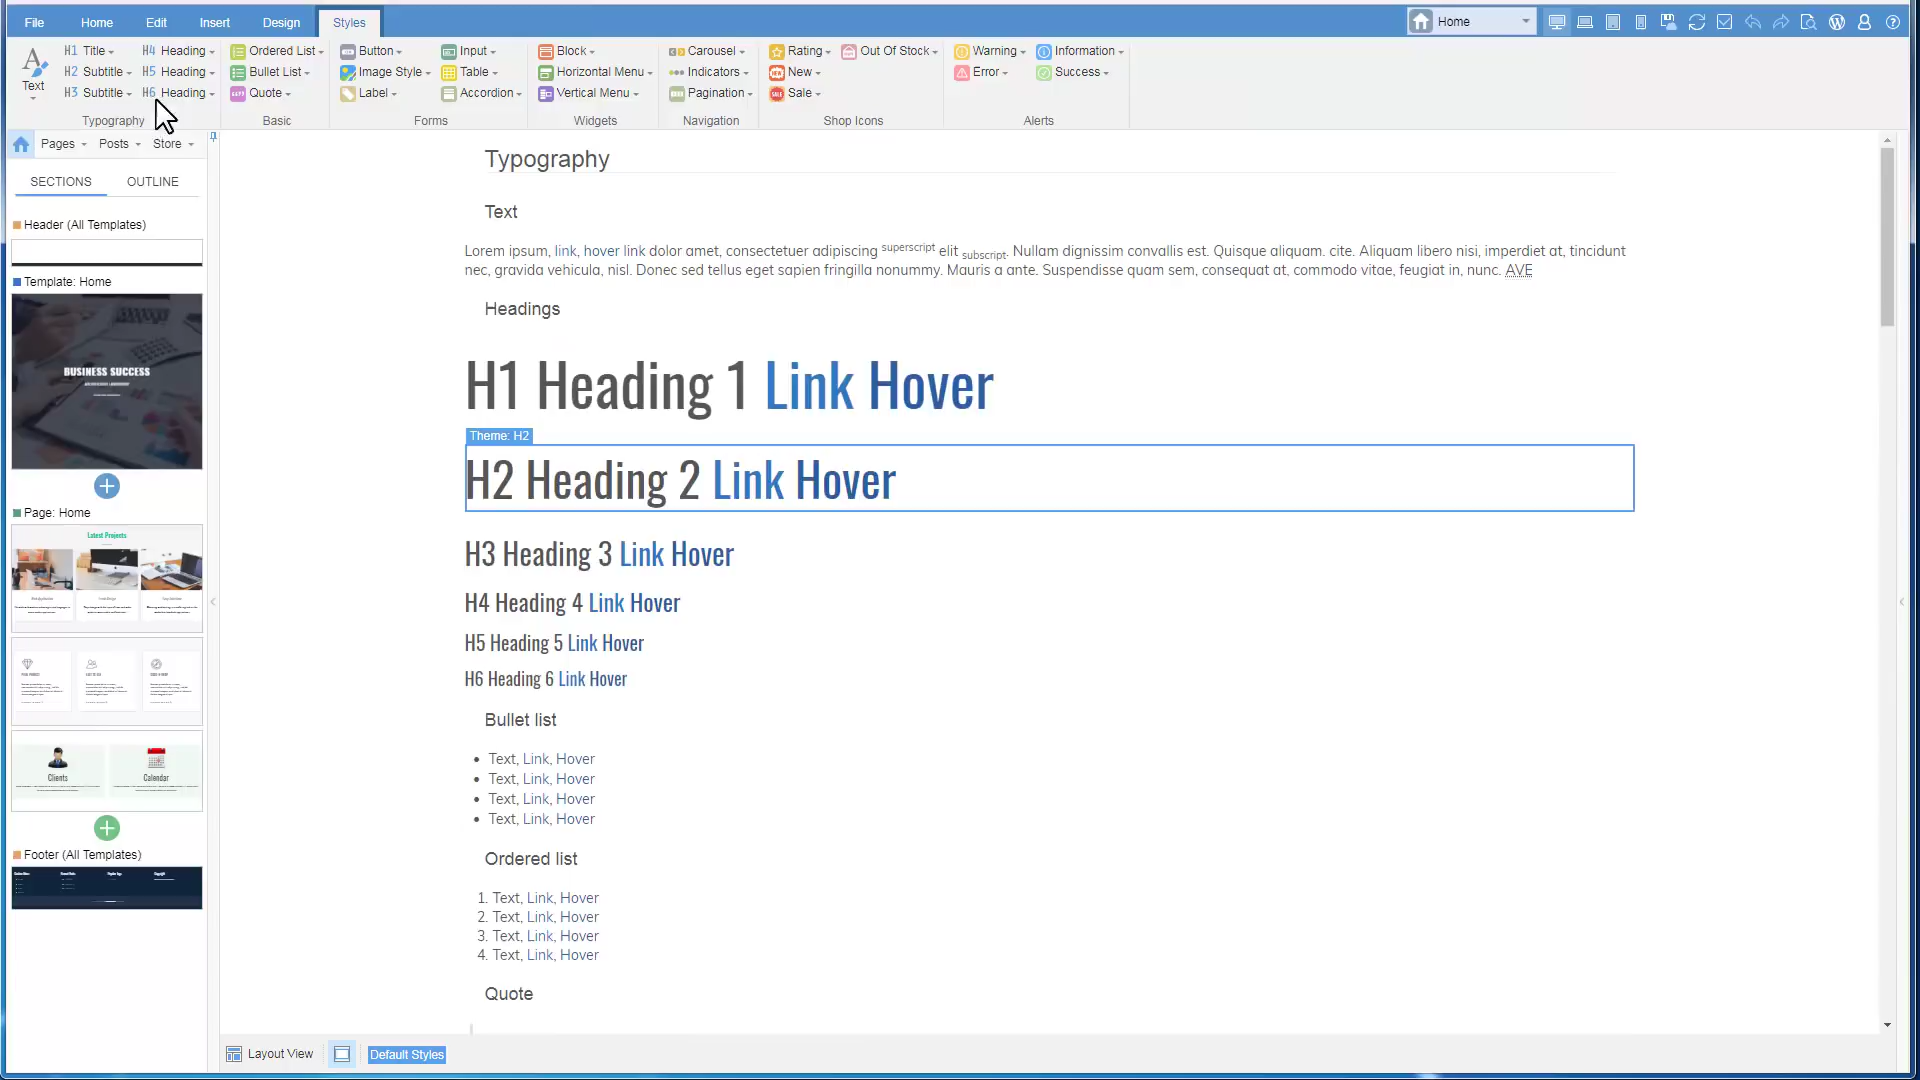 File Home Edit Insert Design Styles Home
H1 Title H4 Heading Ordered List Button Input Block Carousel Rating Out Of Stock Warning Information
Text H2 Subtitle H5 Heading Bullet List Image Style Table Horizontal Menu Indicators New Error Success
H3 Subtitle H6 Heading Quote Label Accordion Vertical Menu Pagination SALE Sale
Typography Basic Forms Widgets Navigation Shop Icons Alerts
Pages Posts Store
SECTIONS OUTLINE
Header (All Templates)
Template: Home
BUSINESS SUCCESS
Page: Home
Latest Projects
Clients Calendar
Footer (All Templates)
Typography
Text
Lorem ipsum, link, hover link dolor amet, consectetuer adipiscing superscript elit subscript. Nullam dignissim convallis est. Quisque aliquam. cite. Aliquam libero nisi, imperdiet at, tincidunt
nec, gravida vehicula, nisl. Donec sed tellus eget sapien fringilla nonummy. Mauris a ante. Suspendisse quam sem, consequat at, commodo vitae, feugiat in, nunc. AVE
Headings
H1 Heading 1 Link Hover
Theme: H2
H2 Heading 2 Link Hover
H3 Heading 3 Link Hover
H4 Heading 4 Link Hover
H5 Heading 5 Link Hover
H6 Heading 6 Link Hover
Bullet list
• Text, Link, Hover
• Text, Link, Hover
• Text, Link, Hover
• Text, Link, Hover
Ordered list
1. Text, Link, Hover
2. Text, Link, Hover
3. Text, Link, Hover
4. Text, Link, Hover
Quote
Layout View Default Styles